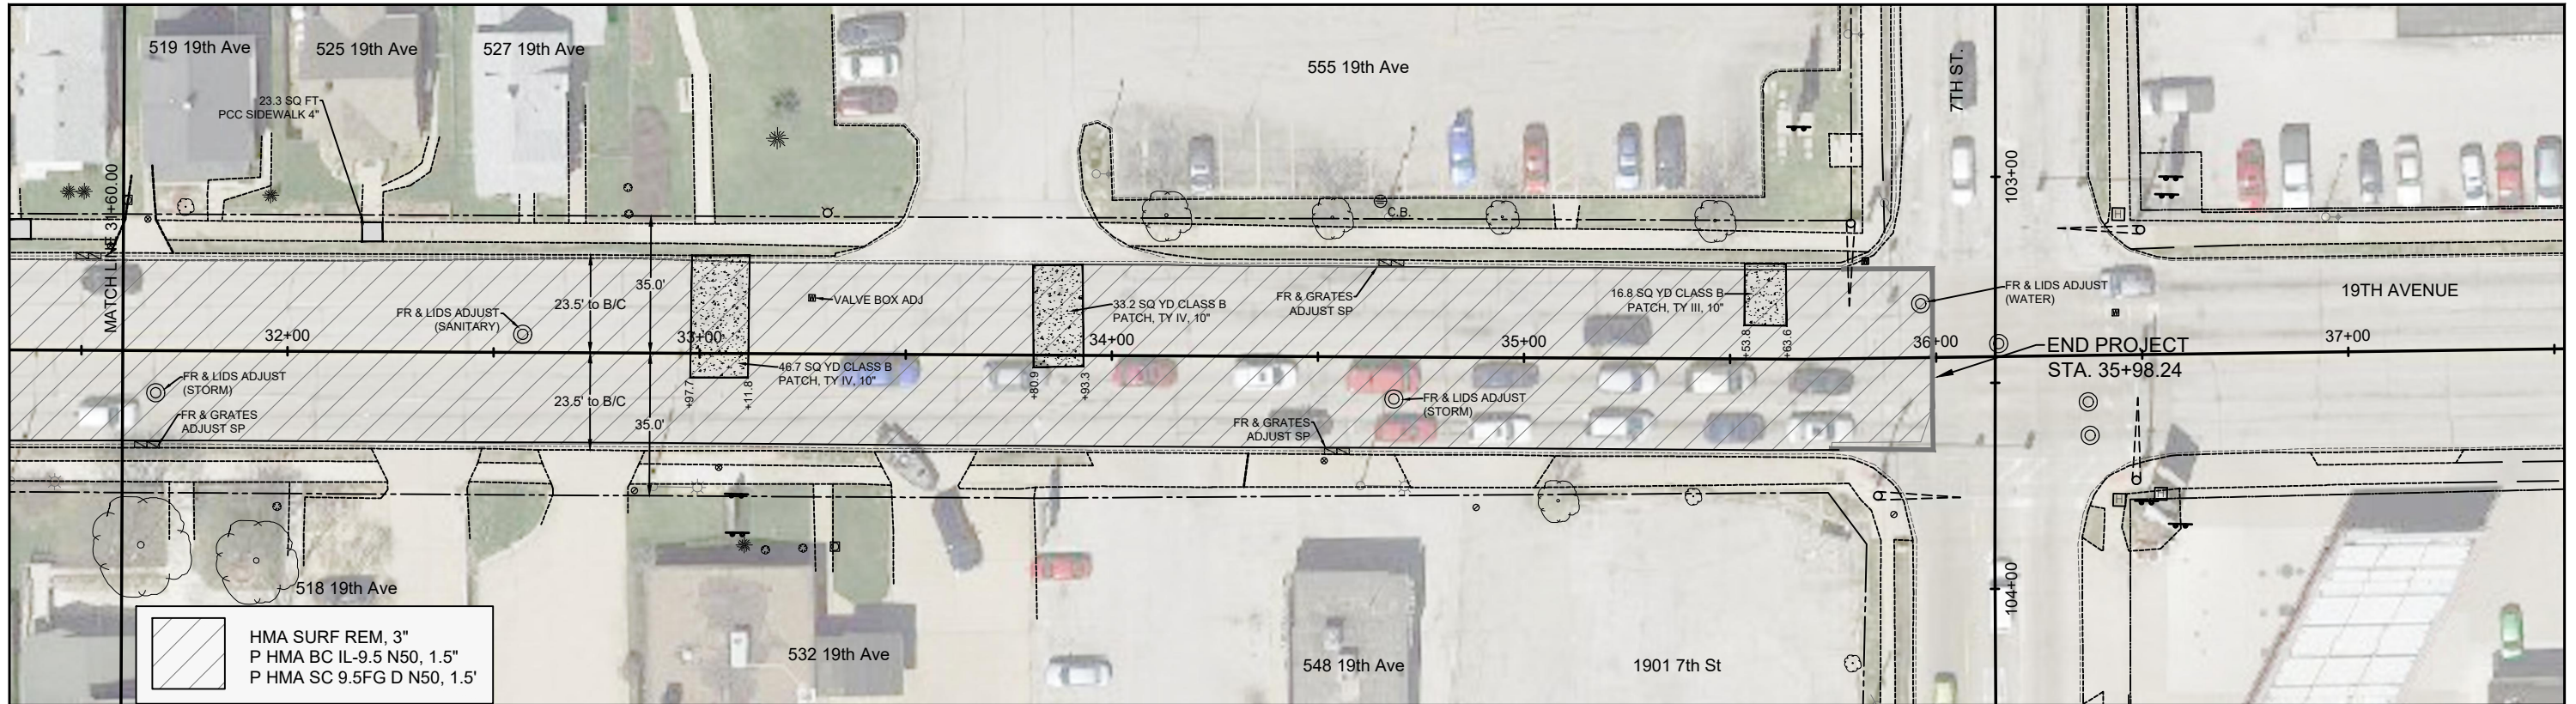 519 19th Ave
525 19th Ave
527 19th Ave
555 19th Ave
7TH ST.
23.3 SQ FT
PCC SIDEWALK 4"
C.B.
103+00
MATCH LINE 31+60.00
35.0'
23.5' to B/C
FR & LIDS ADJUST
(SANITARY)
VALVE BOX ADJ
33.2 SQ YD CLASS B
PATCH, TY IV, 10"
FR & GRATES
ADJUST SP
16.8 SQ YD CLASS B
PATCH, TY III, 10"
FR & LIDS ADJUST
(WATER)
19TH AVENUE
32+00
33+00
34+00
35+00
36+00
37+00
+53.8
+63.6
END PROJECT
STA. 35+98.24
FR & LIDS ADJUST
(STORM)
46.7 SQ YD CLASS B
PATCH, TY IV, 10"
+97.7
+11.8
+80.9
+93.3
23.5' to B/C
FR & LIDS ADJUST
(STORM)
FR & GRATES
ADJUST SP
35.0'
FR & GRATES
ADJUST SP
H
H
H
104+00
518 19th Ave
532 19th Ave
548 19th Ave
1901 7th St
HMA SURF REM, 3"
P HMA BC IL-9.5 N50, 1.5"
P HMA SC 9.5FG D N50, 1.5'